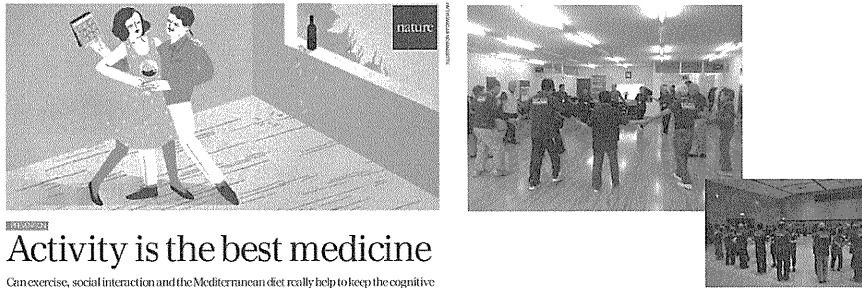 nature
PREVENTION
Activity is the best medicine
Can exercise, social interaction and the Mediterranean diet really help to keep the cognitive